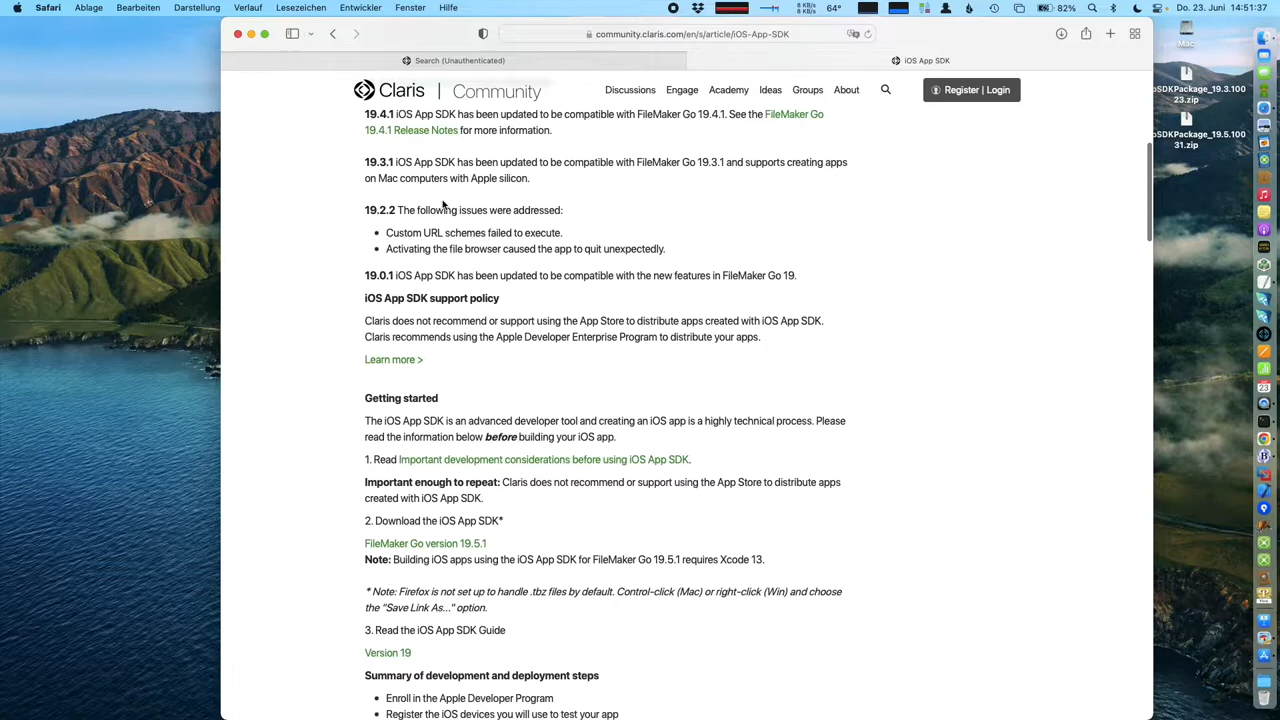 Safari Ablage Bearbeiten Darstellung Verlauf Lesezeichen Fenster Hilfe
8 KB/s
4 KB/s
64°
82%
community.claris.com/en/s/article/iOS-App-SDK
Search (Unauthenticated)
iOS App SDK
Mac
SDKPackage_19.3.100
23.zip
SDKPackage_19.5.100
31.zip
Claris | Community
Discussions Engage Academy Ideas Groups About
Register | Login
19.4.1 iOS App SDK has been updated to be compatible with FileMaker Go 19.4.1. See the FileMaker Go
19.4.1 Release Notes for more information.
19.3.1 iOS App SDK has been updated to be compatible with FileMaker Go 19.3.1 and supports creating apps
on Mac computers with Apple silicon.
19.2.2 The following issues were addressed:
• Custom URL schemes failed to execute.
• Activating the file browser caused the app to quit unexpectedly.
19.0.1 iOS App SDK has been updated to be compatible with the new features in FileMaker Go 19.
iOS App SDK support policy
Claris does not recommend or support using the App Store to distribute apps created with iOS App SDK.
Claris recommends using the Apple Developer Enterprise Program to distribute your apps.
Learn more >
Getting started
The iOS App SDK is an advanced developer tool and creating an iOS app is a highly technical process. Please
read the information below before building your iOS app.
1. Read Important development considerations before using iOS App SDK.
Important enough to repeat: Claris does not recommend or support using the App Store to distribute apps
created with iOS App SDK.
2. Download the iOS App SDK*
FileMaker Go version 19.5.1
Note: Building iOS apps using the iOS App SDK for FileMaker Go 19.5.1 requires Xcode 13.
* Note: Firefox is not set up to handle .tbz files by default. Control-click (Mac) or right-click (Win) and choose
the "Save Link As..." option.
3. Read the iOS App SDK Guide
Version 19
Summary of development and deployment steps
• Enroll in the Apple Developer Program
• Register the iOS devices you will use to test your app